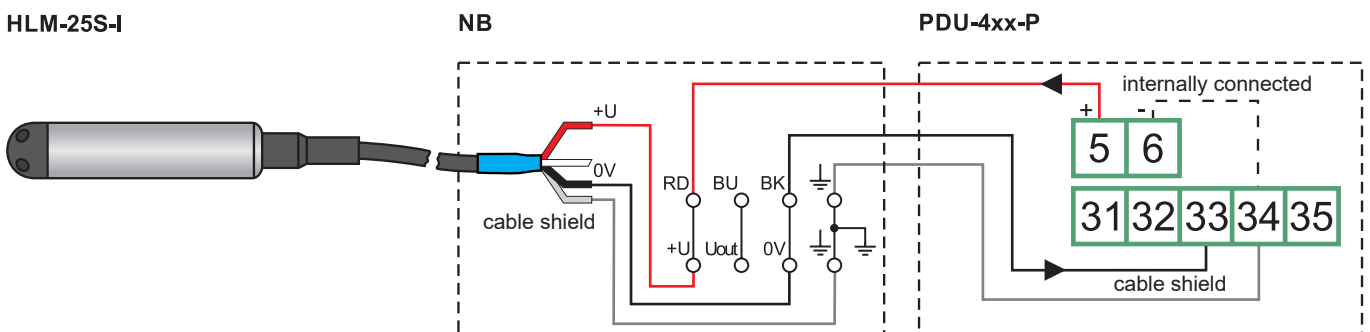 HLM-25S-I
NB
PDU-4xx-P
internally connected
+U
+ -
5 6
0V
RD BU BK
31 32 33 34 35
cable shield
+U Uout 0V
cable shield